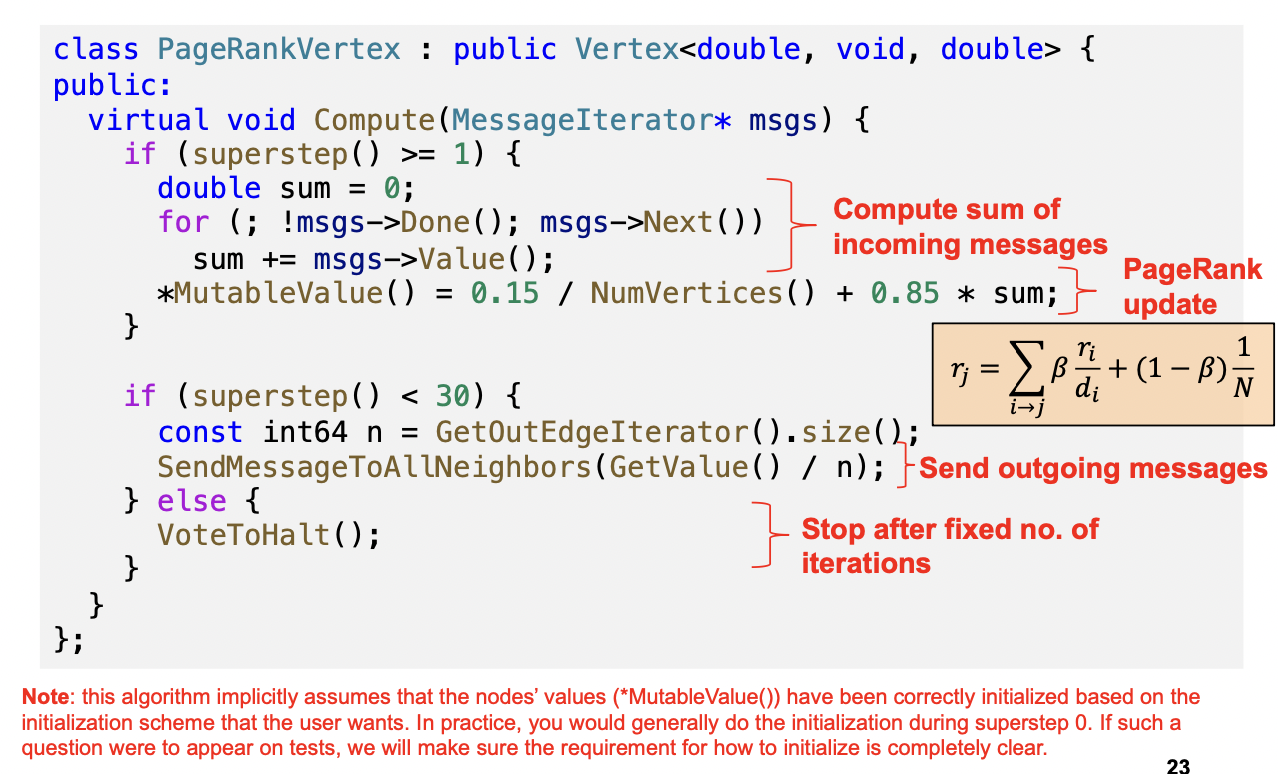 class PageRankVertex : public Vertex<double, void, double> {
public:
virtual void Compute(MessageIterator* msgs) {
if (superstep() >= 1) {
double sum = 0;
for (; !msgs->Done(); msgs->Next())
sum += msgs->Value();
Compute sum of
incoming messages
*MutableValue() = 0.15 / NumVertices() + 0.85 * sum;
PageRank
update
}
r_j = ∑_{i→j} β r_i/d_i + (1 − β) 1/N
if (superstep() < 30) {
const int64 n = GetOutEdgeIterator().size();
SendMessageToAllNeighbors(GetValue() / n);
Send outgoing messages
} else {
VoteToHalt();
Stop after fixed no. of
iterations
}
}
};
Note: this algorithm implicitly assumes that the nodes’ values (*MutableValue()) have been correctly initialized based on the
initialization scheme that the user wants. In practice, you would generally do the initialization during superstep 0. If such a
question were to appear on tests, we will make sure the requirement for how to initialize is completely clear.
23